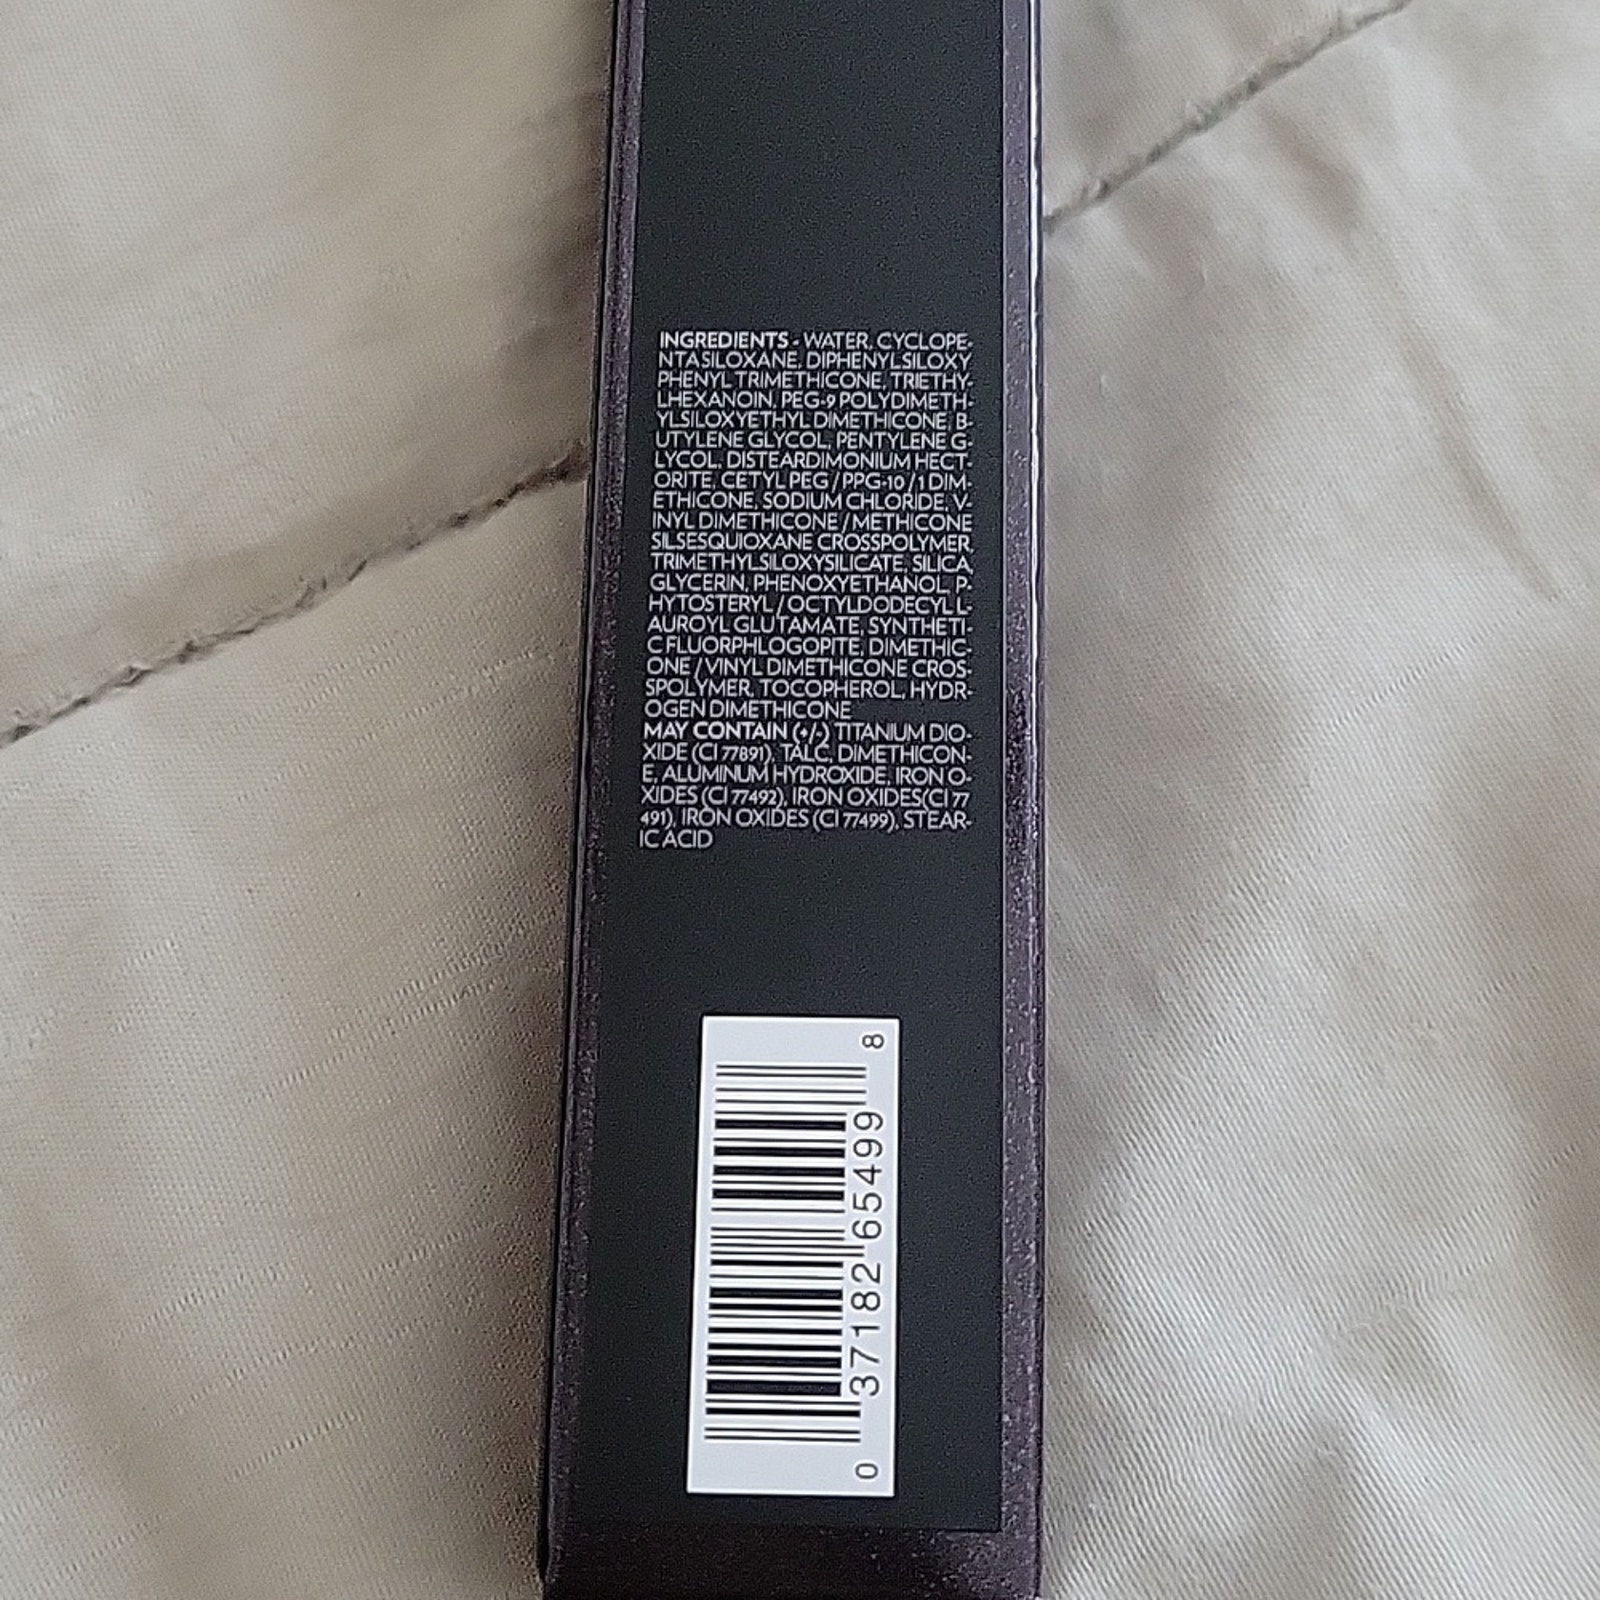 INGREDIENTS - WATER, CYCLOPE-
NTASILOXANE, DIPHENYLSILOXY
PHENYL TRIMETHICONE, TRIETHY-
LHEXANOIN, PEG-9 POLYDIMETH-
YLSILOXYETHYL DIMETHICONE, B-
UTYLENE GLYCOL, PENTYLENE G-
LYCOL, DISTEARDIMONIUM HECT-
ORITE, CETYL PEG / PPG-10 / 1 DIM-
ETHICONE, SODIUM CHLORIDE, V-
INYL DIMETHICONE / METHICONE
SILSESQUIOXANE CROSSPOLYMER,
TRIMETHYLSILOXYSILICATE, SILICA,
GLYCERIN, PHENOXYETHANOL, P-
HYTOSTERYL / OCTYLDODECYL L-
AUROYL GLUTAMATE, SYNTHETI-
C FLUORPHLOGOPITE, DIMETHIC-
ONE / VINYL DIMETHICONE CROS-
SPOLYMER, TOCOPHEROL, HYDR-
OGEN DIMETHICONE
MAY CONTAIN (+/-) TITANIUM DIO-
XIDE (CI 77891), TALC, DIMETHICON-
E, ALUMINUM HYDROXIDE, IRON O-
XIDES (CI 77492), IRON OXIDES(CI 77
491), IRON OXIDES (CI 77499), STEAR-
IC ACID
0 37182 65499 8